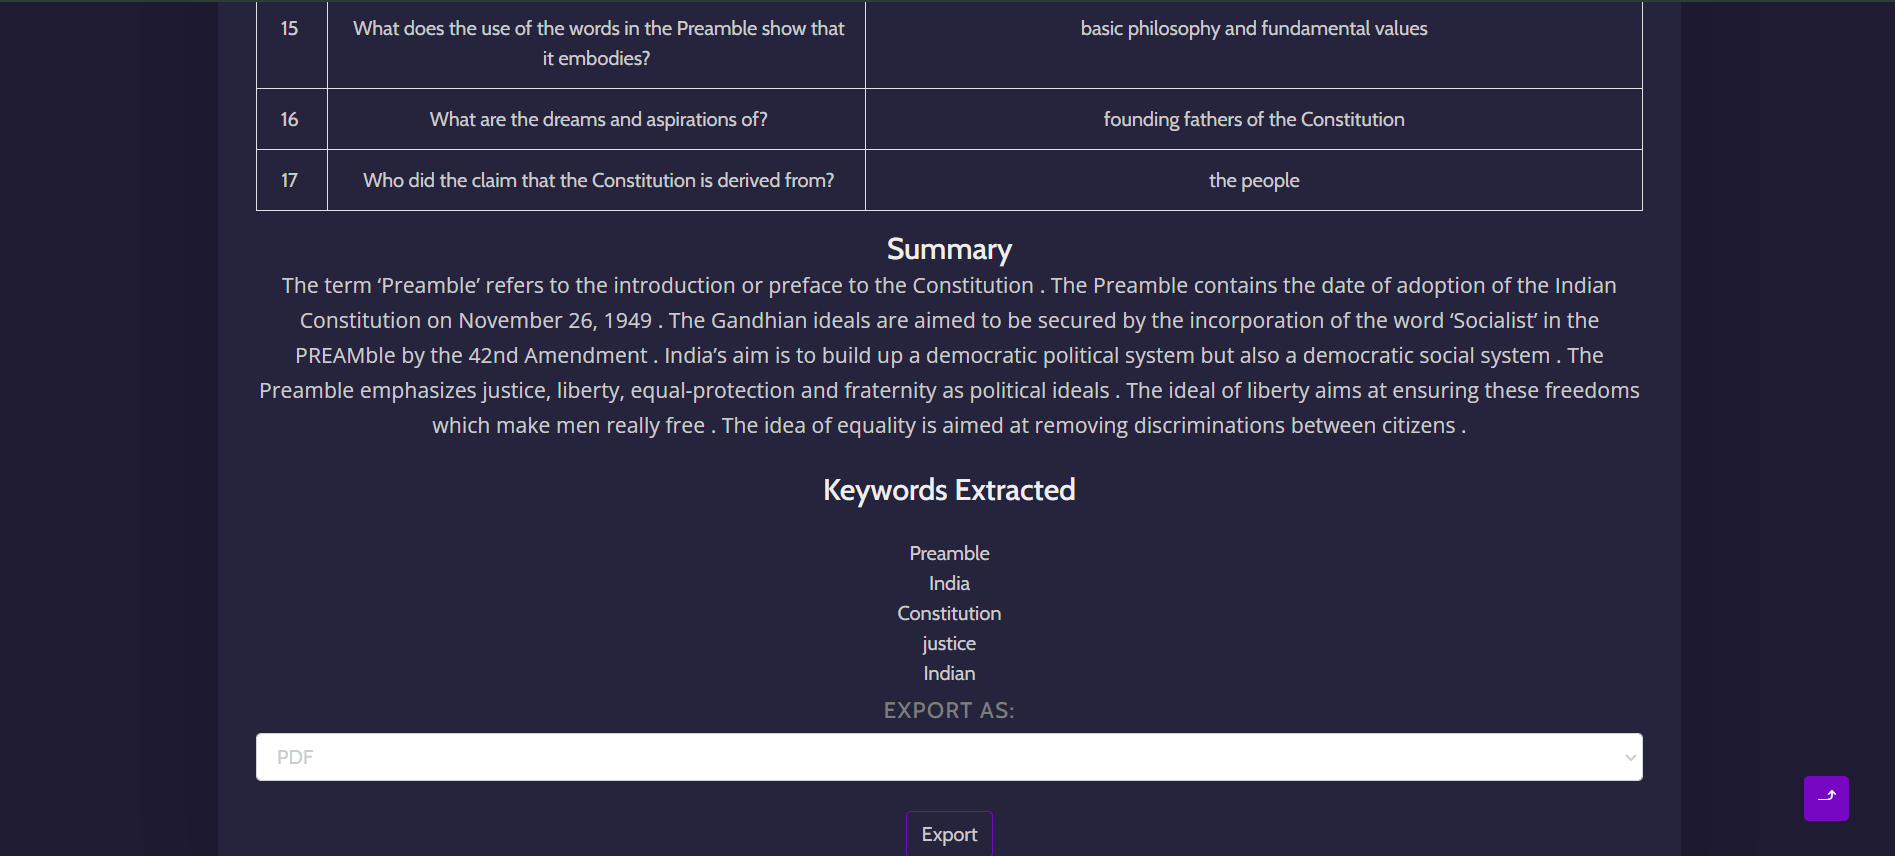 15 What does the use of the words in the Preamble show that basic philosophy and fundamental values
it embodies?
16 What are the dreams and aspirations of? founding fathers of the Constitution
17 Who did the claim that the Constitution is derived from? the people
Summary
The term ‘Preamble’ refers to the introduction or preface to the Constitution . The Preamble contains the date of adoption of the Indian
Constitution on November 26, 1949 . The Gandhian ideals are aimed to be secured by the incorporation of the word ‘Socialist’ in the
PREAMble by the 42nd Amendment . India’s aim is to build up a democratic political system but also a democratic social system . The
Preamble emphasizes justice, liberty, equal-protection and fraternity as political ideals . The ideal of liberty aims at ensuring these freedoms
which make men really free . The idea of equality is aimed at removing discriminations between citizens .
Keywords Extracted
Preamble
India
Constitution
justice
Indian
EXPORT AS:
PDF
Export